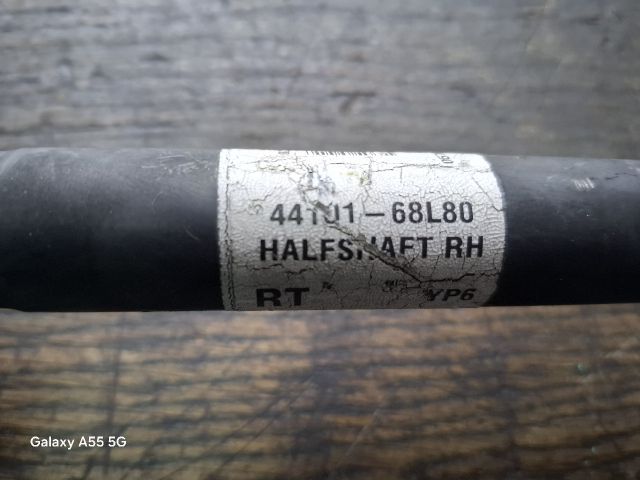 44101-68L80
HALFSHAFT RH
RT YP6
Galaxy A55 5G